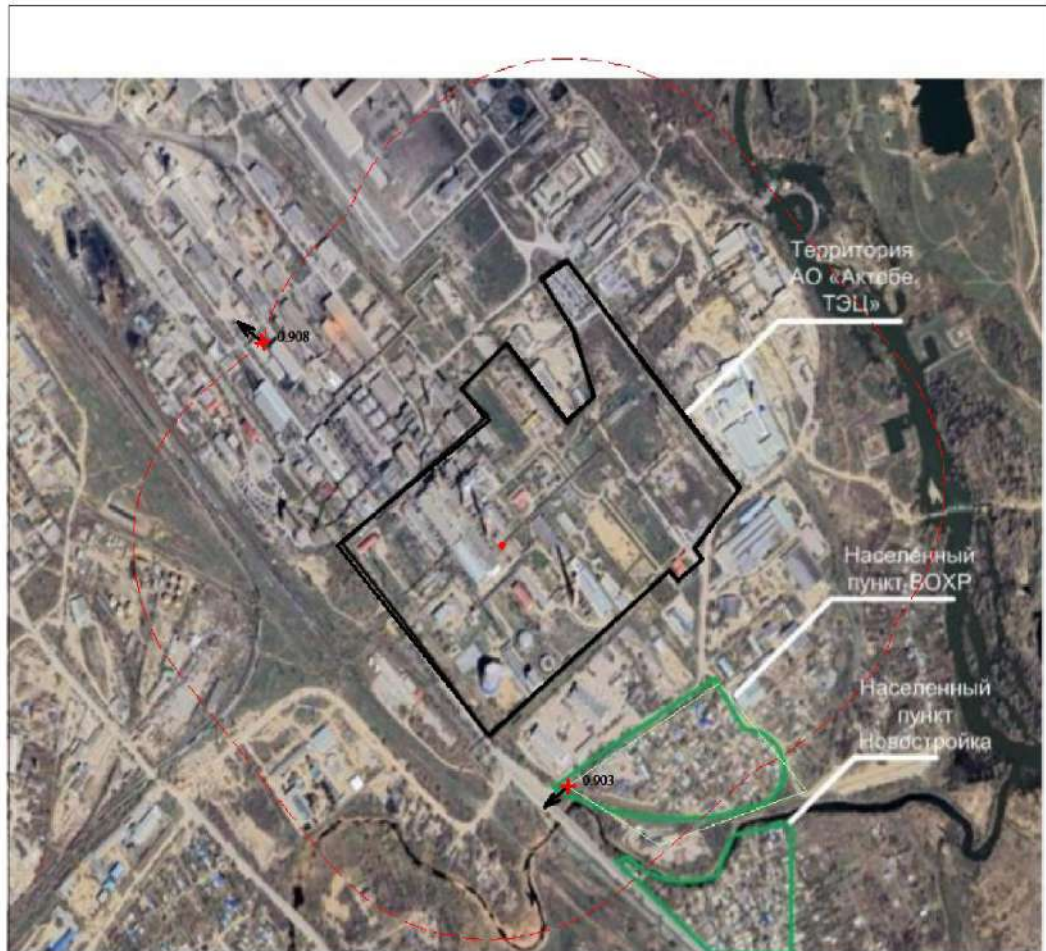 Территория
АО «Актобе
ТЭЦ»
0.908
Населенный
пункт ВОХР
Населенный
пункт
Новостройка
0.903